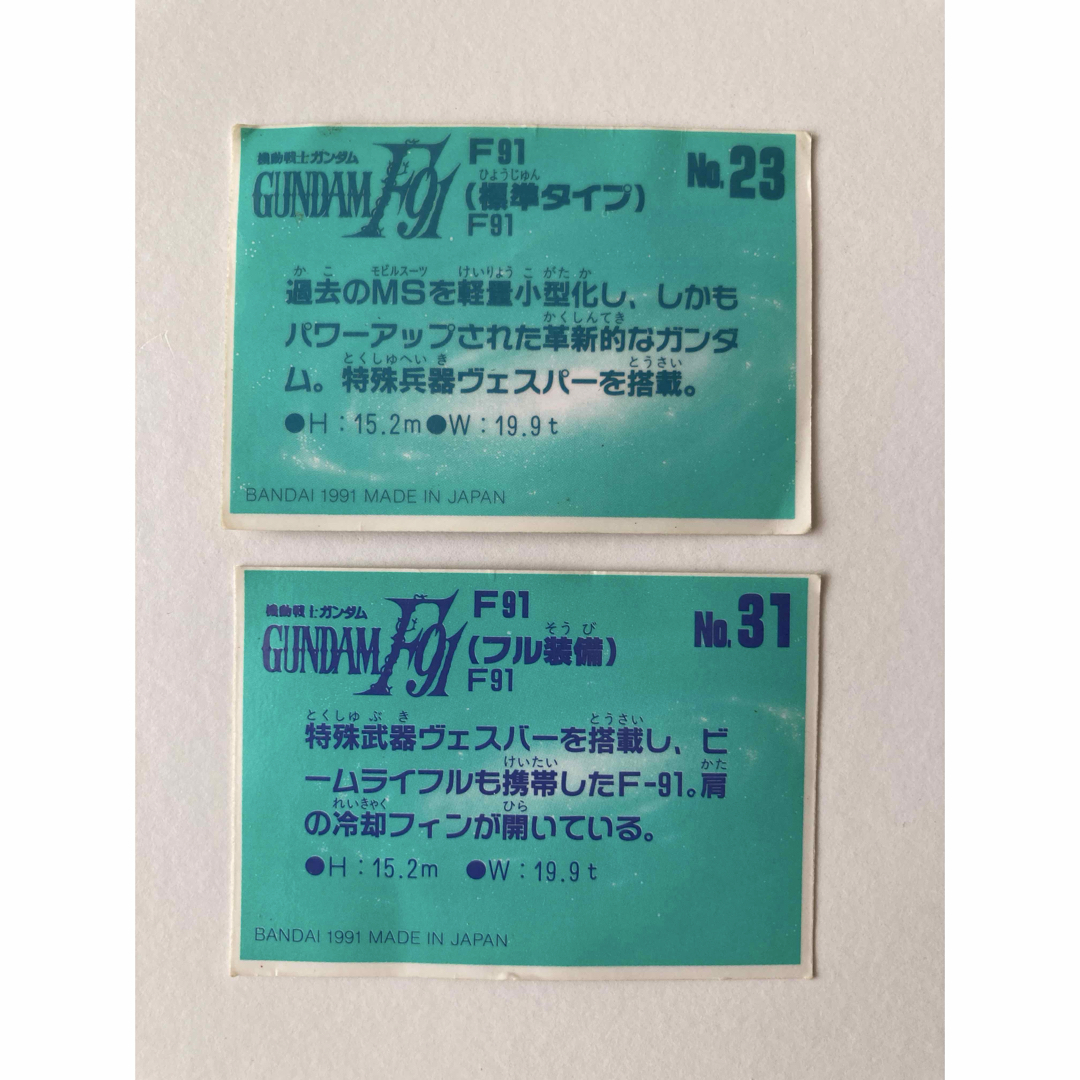 機動戦士ガンダム
GUNDAM F91
F91
ひょうじゅん
(標準タイプ)
F91
No.23
かこ モビルスーツ けいりょう こがたか
過去のMSを軽量小型化し、しかも
かくしんてき
パワーアップされた革新的なガンダ
とくしゅへいき とうさい
ム。特殊兵器ヴェスパーを搭載。
●H:15.2m●W:19.9t
BANDAI 1991 MADE IN JAPAN
機動戦士ガンダム
GUNDAM F91
F91
そうび
(フル装備)
F91
No.31
とくしゅぶき とうさい
特殊武器ヴェスバーを搭載し、ビ
けいたい かた
ームライフルも携帯したF-91。肩
れいきゃく ひら
の冷却フィンが開いている。
●H:15.2m ●W:19.9t
BANDAI 1991 MADE IN JAPAN